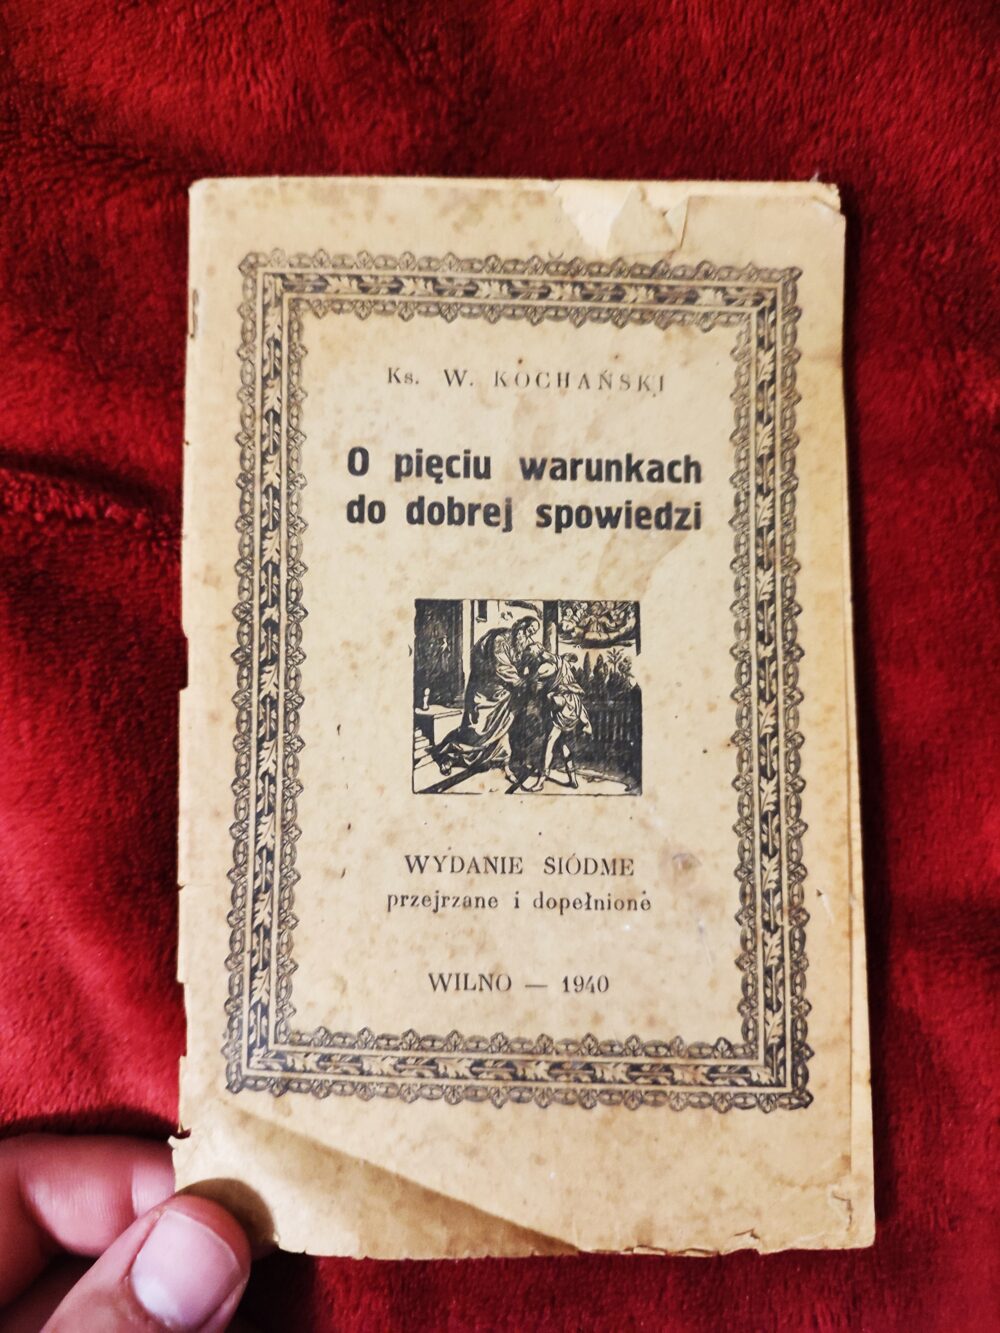 Ks. W. KOCHAŃSKI
O pięciu warunkach
do dobrej spowiedzi
WYDANIE SIÓDME
przejrzane i dopełnione
WILNO — 1940